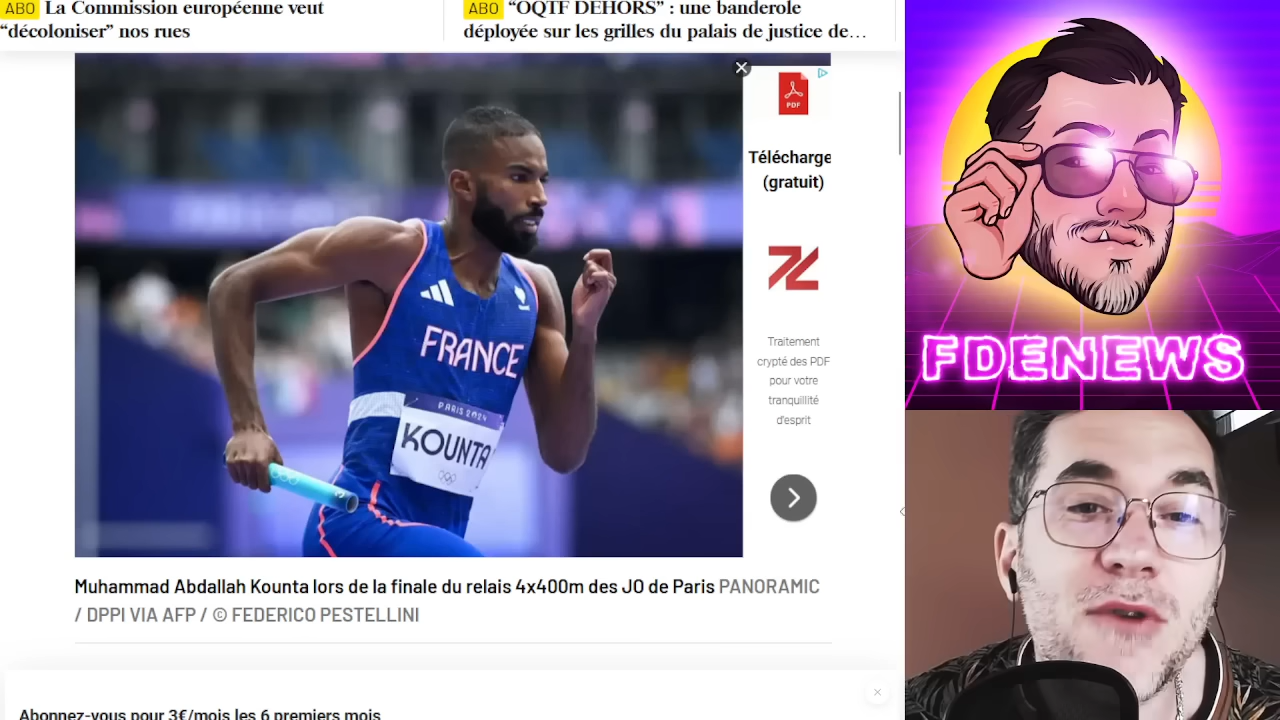 ABO La Commission européenne veut
“décoloniser” nos rues
ABO “OQTF DEHORS” : une banderole
déployée sur les grilles du palais de justice de…
PDF
Télécharge
(gratuit)
Traitement
crypté des PDF
pour votre
tranquillité
d'esprit
FRANCE
PARIS 2024
KOUNTA
Muhammad Abdallah Kounta lors de la finale du relais 4x400m des JO de Paris PANORAMIC
/ DPPI VIA AFP / © FEDERICO PESTELLINI
Abonnez-vous pour 3€/mois les 6 premiers mois
FDENEWS